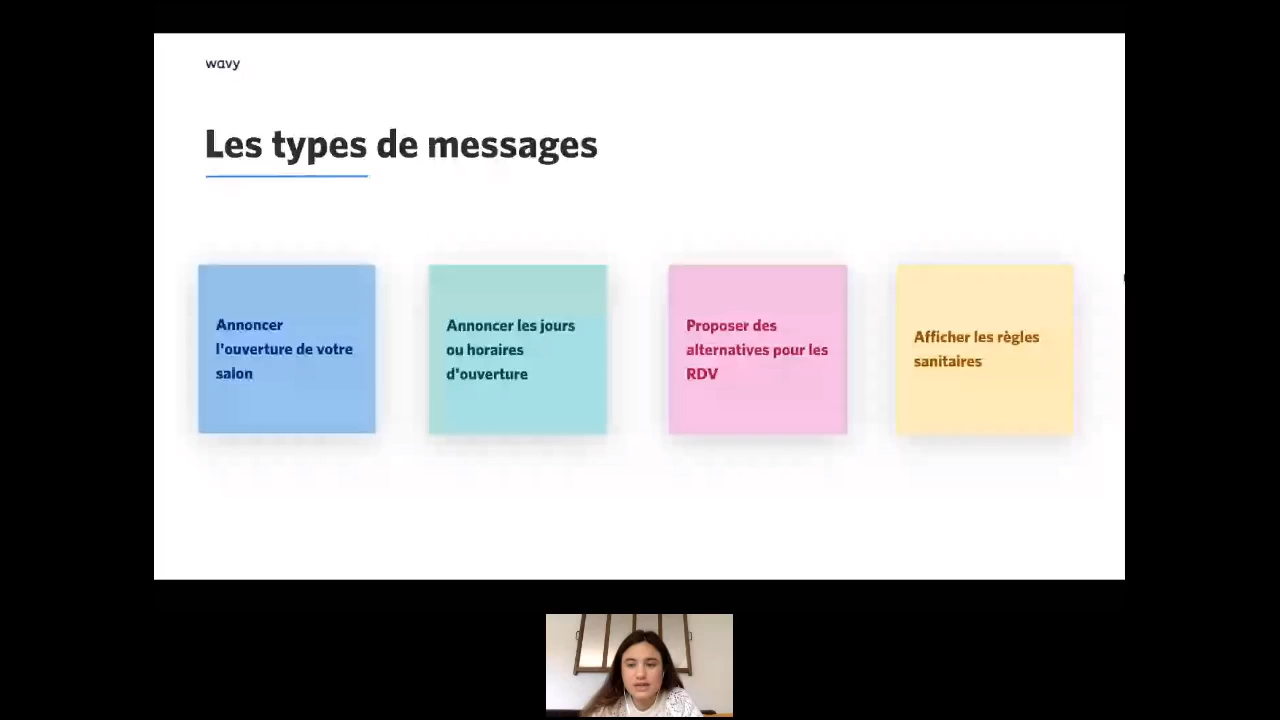 wavy
Les types de messages
Annoncer
l'ouverture de votre
salon
Annoncer les jours
ou horaires
d'ouverture
Proposer des
alternatives pour les
RDV
Afficher les règles
sanitaires